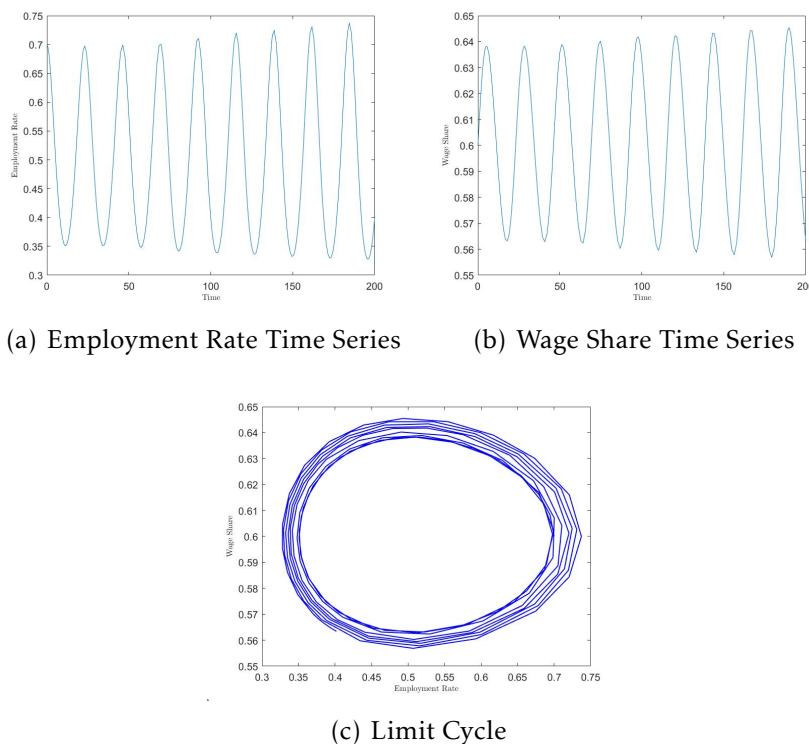 0.75
0.7
0.65
0.6
0.55
0.5
0.45
0.4
0.35
0.3
Employment Rate
0 50 100 150 200
Time
(a) Employment Rate Time Series
0.65
0.64
0.63
0.62
0.61
0.6
0.59
0.58
0.57
0.56
0.55
Wage Share
0 50 100 150 200
Time
(b) Wage Share Time Series
0.65
0.64
0.63
0.62
0.61
0.6
0.59
0.58
0.57
0.56
0.55
Wage Share
0.3 0.35 0.4 0.45 0.5 0.55 0.6 0.65 0.7 0.75
Employment Rate
(c) Limit Cycle